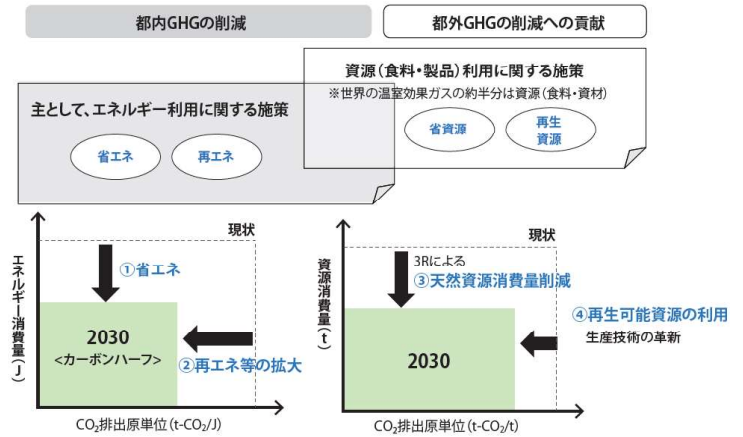 都内GHGの削減
都外GHGの削減への貢献
資源(食料・製品)利用に関する施策
※世界の温室効果ガスの約半分は資源(食料・資材)
省資源
再生
資源
主として、エネルギー利用に関する施策
省エネ
再エネ
エネルギー消費量(J)
現状
①省エネ
2030
<カーボンハーフ>
②再エネ等の拡大
CO₂排出原単位(t-CO₂/J)
資源消費量(t)
現状
3Rによる
③天然資源消費量削減
2030
④再生可能資源の利用
生産技術の革新
CO₂排出原単位(t-CO₂/t)